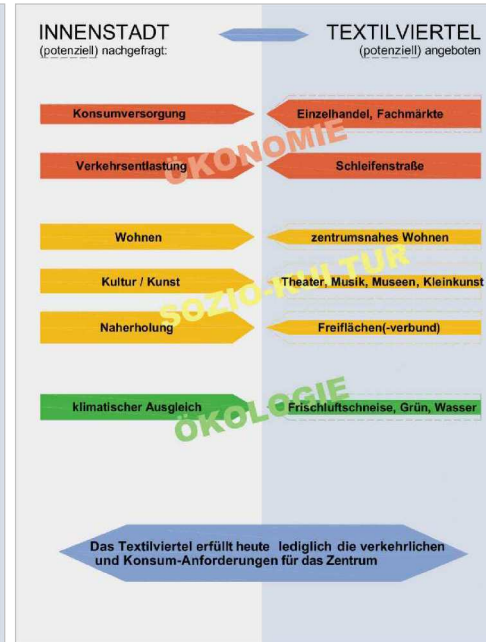 INNENSTADT
(potenziell) nachgefragt:
TEXTILVIERTEL
(potenziell) angeboten
Konsumversorgung
Einzelhandel, Fachmärkte
ÖKONOMIE
Verkehrsentlastung
Schleifenstraße
Wohnen
zentrumsnahes Wohnen
SOZIO-KULTUR
Kultur / Kunst
Theater, Musik, Museen, Kleinkunst
Naherholung
Freiflächen(-verbund)
ÖKOLOGIE
klimatischer Ausgleich
Frischluftschneise, Grün, Wasser
Das Textilviertel erfüllt heute lediglich die verkehrlichen
und Konsum-Anforderungen für das Zentrum